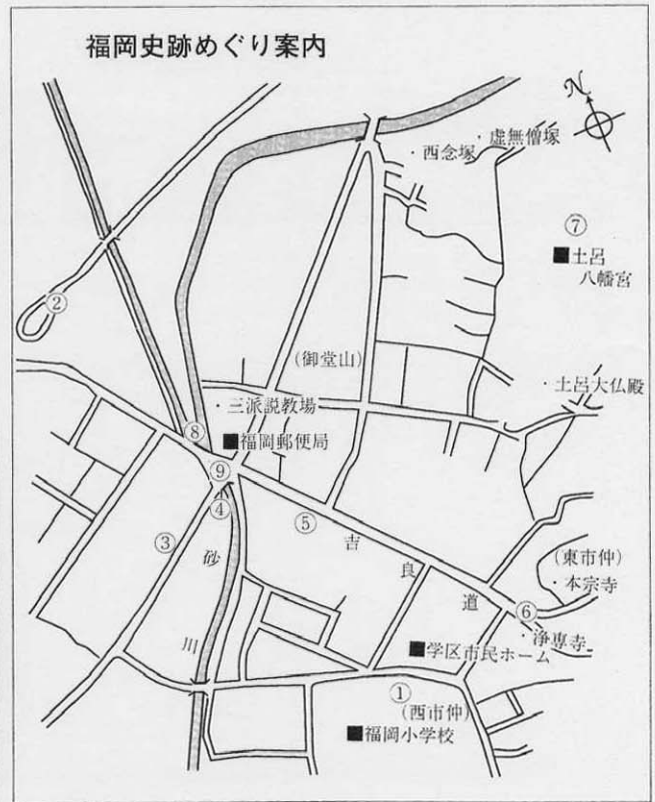 福岡史跡めぐり案内
N
・虚無僧塚
・西念塚
⑦
■土呂
八幡宮
②
(御堂山)
・土呂大仏殿
・三派説教場
⑧
■福岡郵便局
⑨
④
⑤
③
吉良道
砂川
(東市仲)
・本宗寺
⑥
・浄専寺
■学区市民ホーム
①
(西市仲)
■福岡小学校